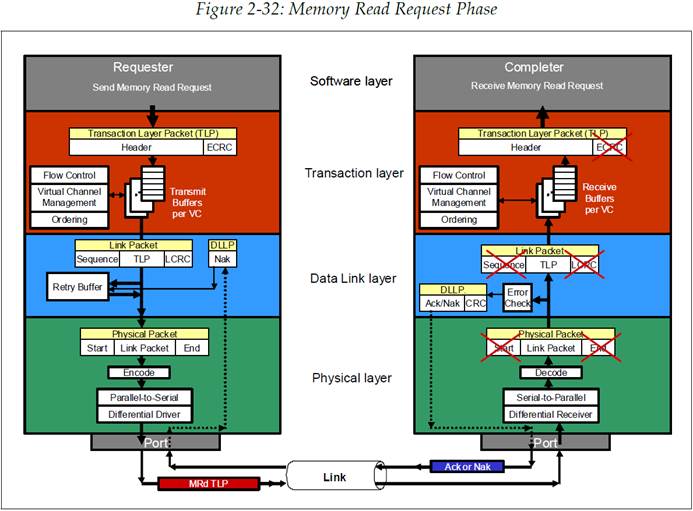 Figure 2-32: Memory Read Request Phase
Requester
Send Memory Read Request
Transaction Layer Packet (TLP)
Header
ECRC
Flow Control
Virtual Channel
Management
Ordering
Transmit
Buffers
per VC
Link Packet
Sequence
TLP
LCRC
DLLP
Nak
Retry Buffer
Physical Packet
Start
Link Packet
End
Encode
Parallel-to-Serial
Differential Driver
Port
Software layer
Transaction layer
Data Link layer
Physical layer
Completer
Receive Memory Read Request
Transaction Layer Packet (TLP)
Header
ECRC
Flow Control
Virtual Channel
Management
Ordering
Receive
Buffers
per VC
Link Packet
Sequence
TLP
LCRC
DLLP
Ack/Nak
CRC
Error
Check
Physical Packet
Start
Link Packet
End
Decode
Serial-to-Parallel
Differential Receiver
Port
MRd TLP
Link
Ack or Nak